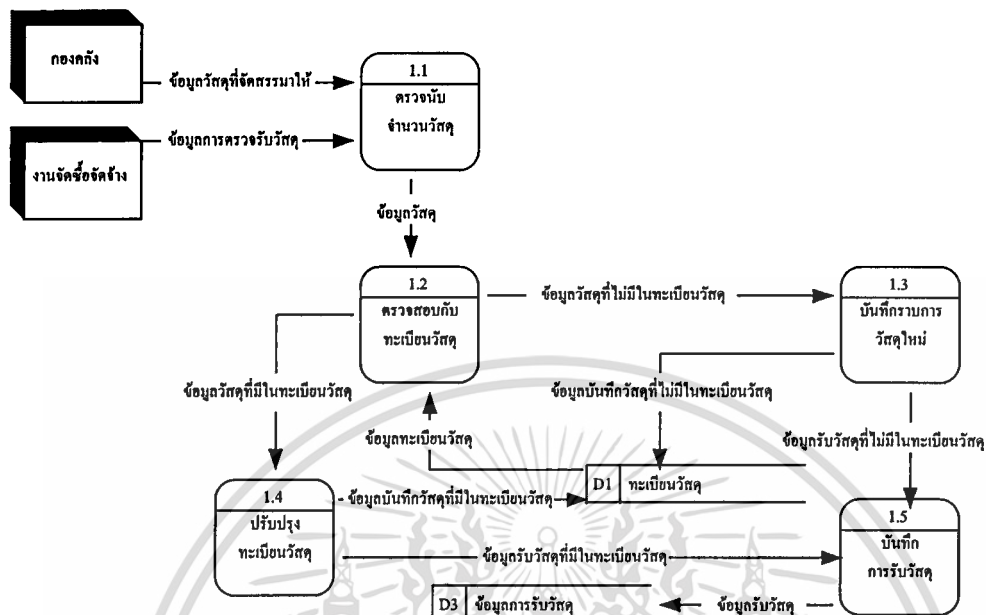 กองคลัง
ข้อมูลวัสดุที่จัดสรรมาให้
1.1
ตรวจนับ
จำนวนวัสดุ
ข้อมูลการตรวจรับวัสดุ
งานจัดซื้อจัดจ้าง
ข้อมูลวัสดุ
1.2
ตรวจสอบกับ
ทะเบียนวัสดุ
ข้อมูลวัสดุที่ไม่มีในทะเบียนวัสดุ
1.3
บันทึกรายการ
วัสดุใหม่
ข้อมูลวัสดุที่มีในทะเบียนวัสดุ
ข้อมูลบันทึกวัสดุที่ไม่มีในทะเบียนวัสดุ
ข้อมูลทะเบียนวัสดุ
ข้อมูลรับวัสดุที่ไม่มีในทะเบียนวัสดุ
D1 ทะเบียนวัสดุ
1.4
ปรับปรุง
ทะเบียนวัสดุ
ข้อมูลบันทึกวัสดุที่มีในทะเบียนวัสดุ
1.5
บันทึก
การรับวัสดุ
ข้อมูลรับวัสดุที่มีในทะเบียนวัสดุ
D3 ข้อมูลการรับวัสดุ
ข้อมูลรับวัสดุ